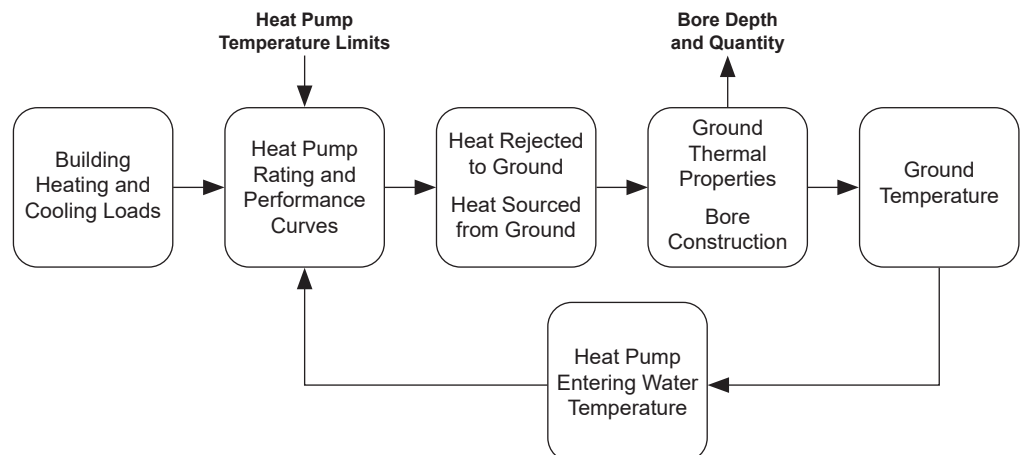 Heat Pump
Temperature Limits
Bore Depth
and Quantity
Building
Heating and
Cooling Loads
Heat Pump
Rating and
Performance
Curves
Heat Rejected
to Ground
Heat Sourced
from Ground
Ground
Thermal
Properties
Bore
Construction
Ground
Temperature
Heat Pump
Entering Water
Temperature